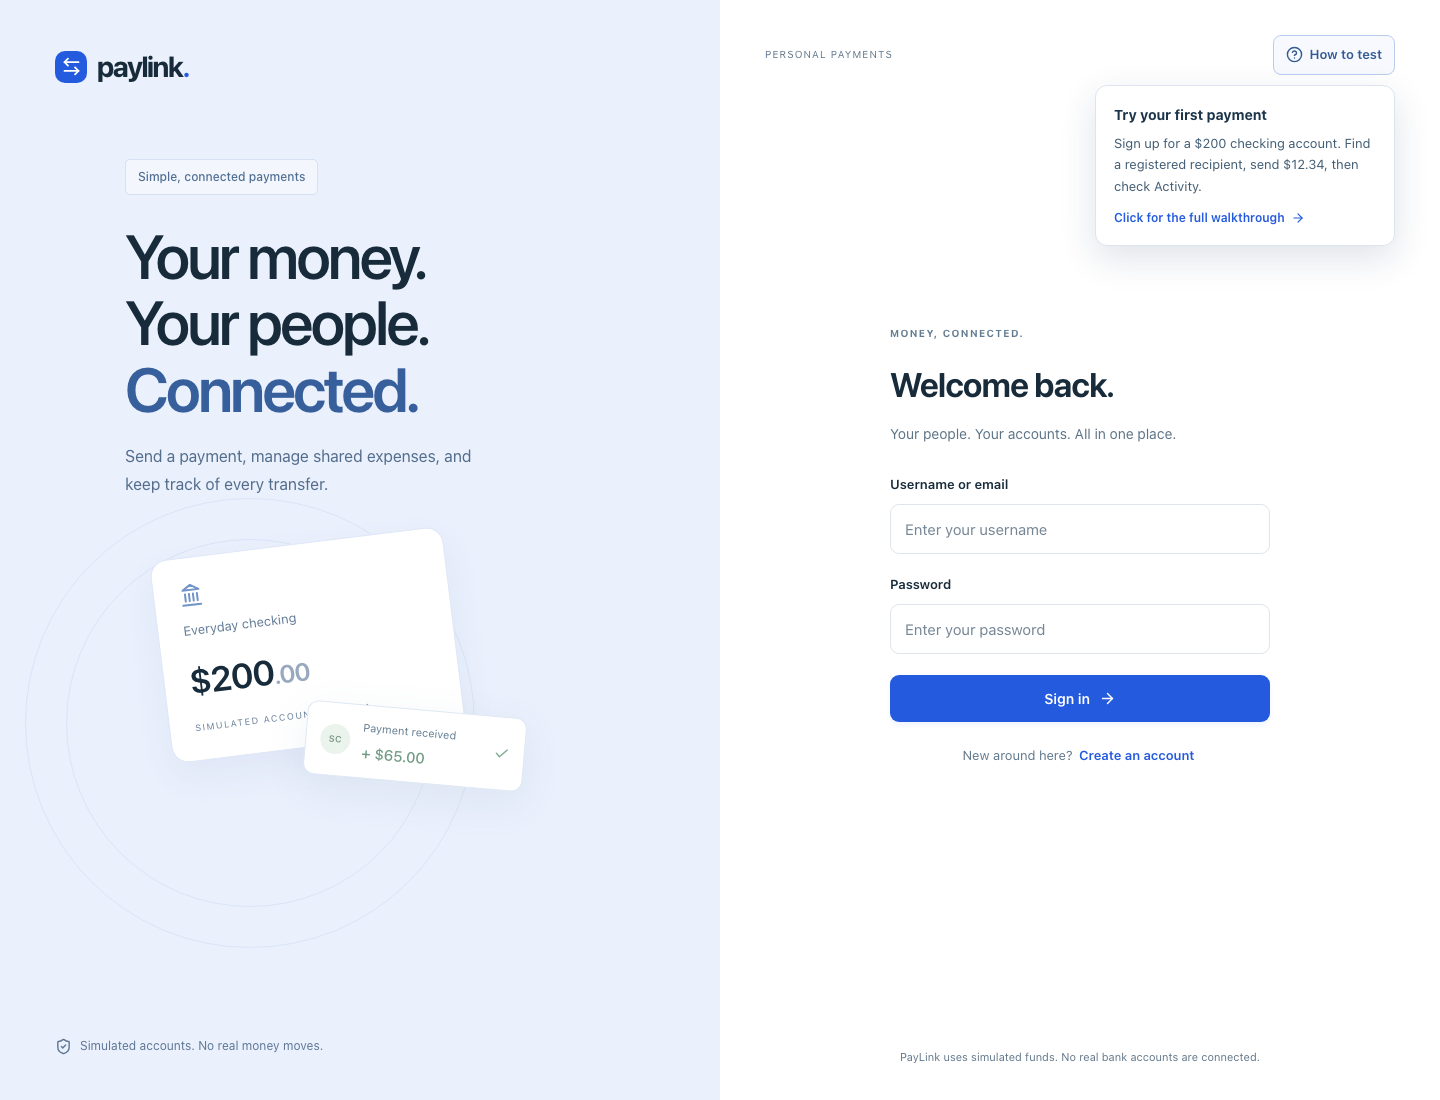 paylink.
Simple, connected payments
Your money.
Your people.
Connected.
Send a payment, manage shared expenses, and
keep track of every transfer.
Everyday checking
$200.00
SIMULATED
SC
Payment received
+ $65.00
Simulated accounts. No real money moves.
PERSONAL PAYMENTS
How to test
Try your first payment
Sign up for a $200 checking account. Find
a registered recipient, send $12.34, then
check Activity.
Click for the full walkthrough
MONEY, CONNECTED.
Welcome back.
Your people. Your accounts. All in one place.
Username or email
Enter your username
Password
Enter your password
Sign in
New around here? Create an account
PayLink uses simulated funds. No real bank accounts are connected.